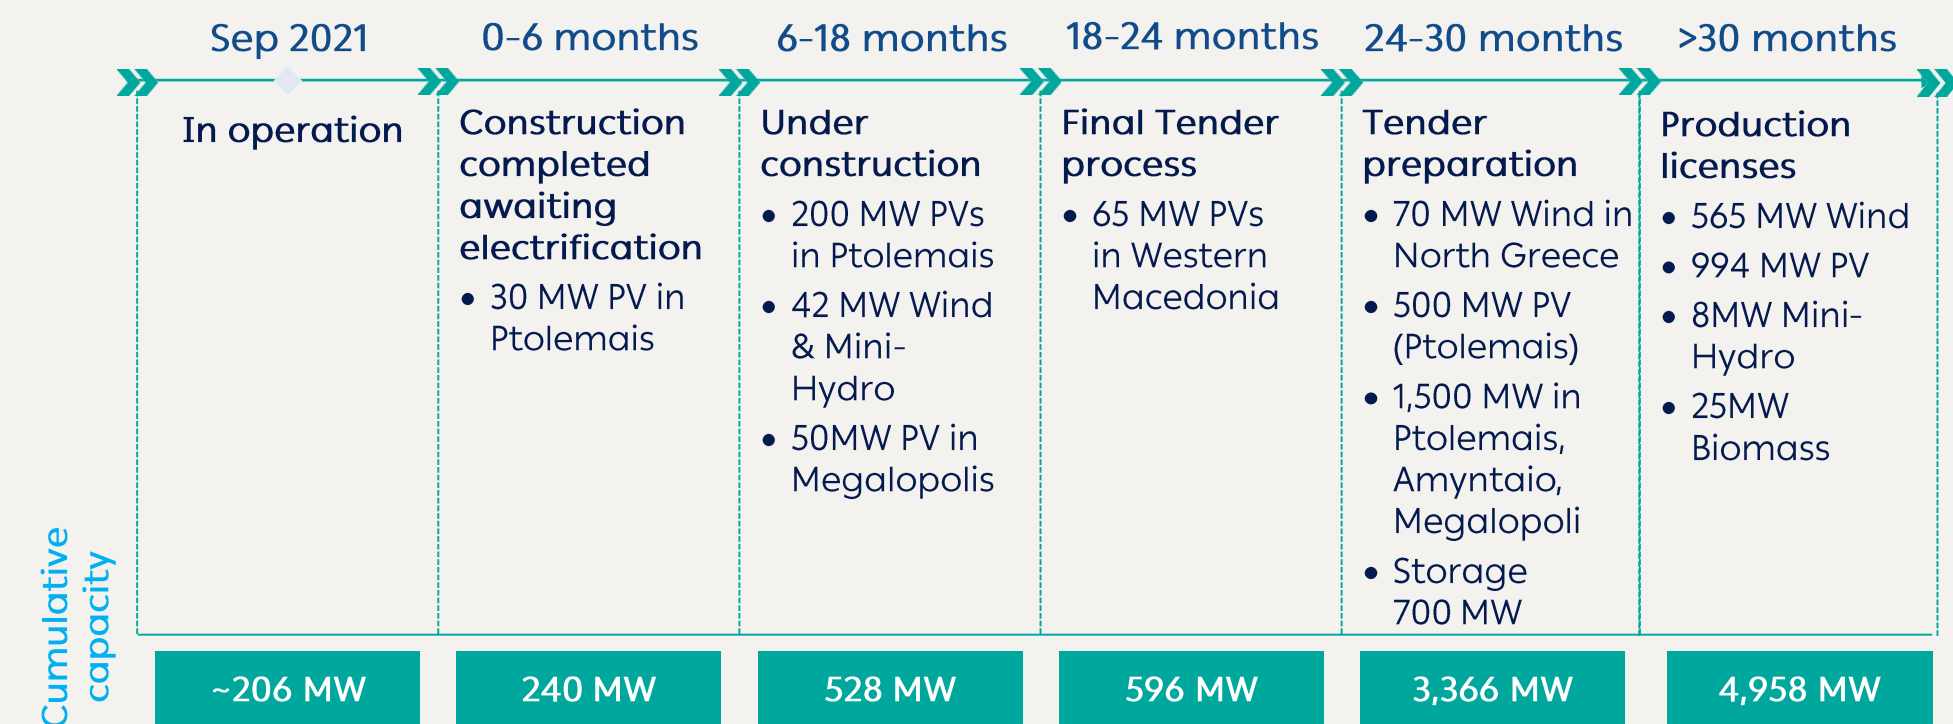 Sep 2021
0-6 months
6-18 months
18-24 months
24-30 months
>30 months
In operation
Construction
completed
awaiting
electrification
• 30 MW PV in
Ptolemais
Under
construction
• 200 MW PVs
in Ptolemais
• 42 MW Wind
& Mini-
Hydro
• 50MW PV in
Megalopolis
Final Tender
process
• 65 MW PVs
in Western
Macedonia
Tender
preparation
• 70 MW Wind in
North Greece
• 500 MW PV
(Ptolemais)
• 1,500 MW in
Ptolemais,
Amyntaio,
Megalopoli
• Storage
700 MW
Production
licenses
• 565 MW Wind
• 994 MW PV
• 8MW Mini-
Hydro
• 25MW
Biomass
Cumulative
capacity
~206 MW
240 MW
528 MW
596 MW
3,366 MW
4,958 MW